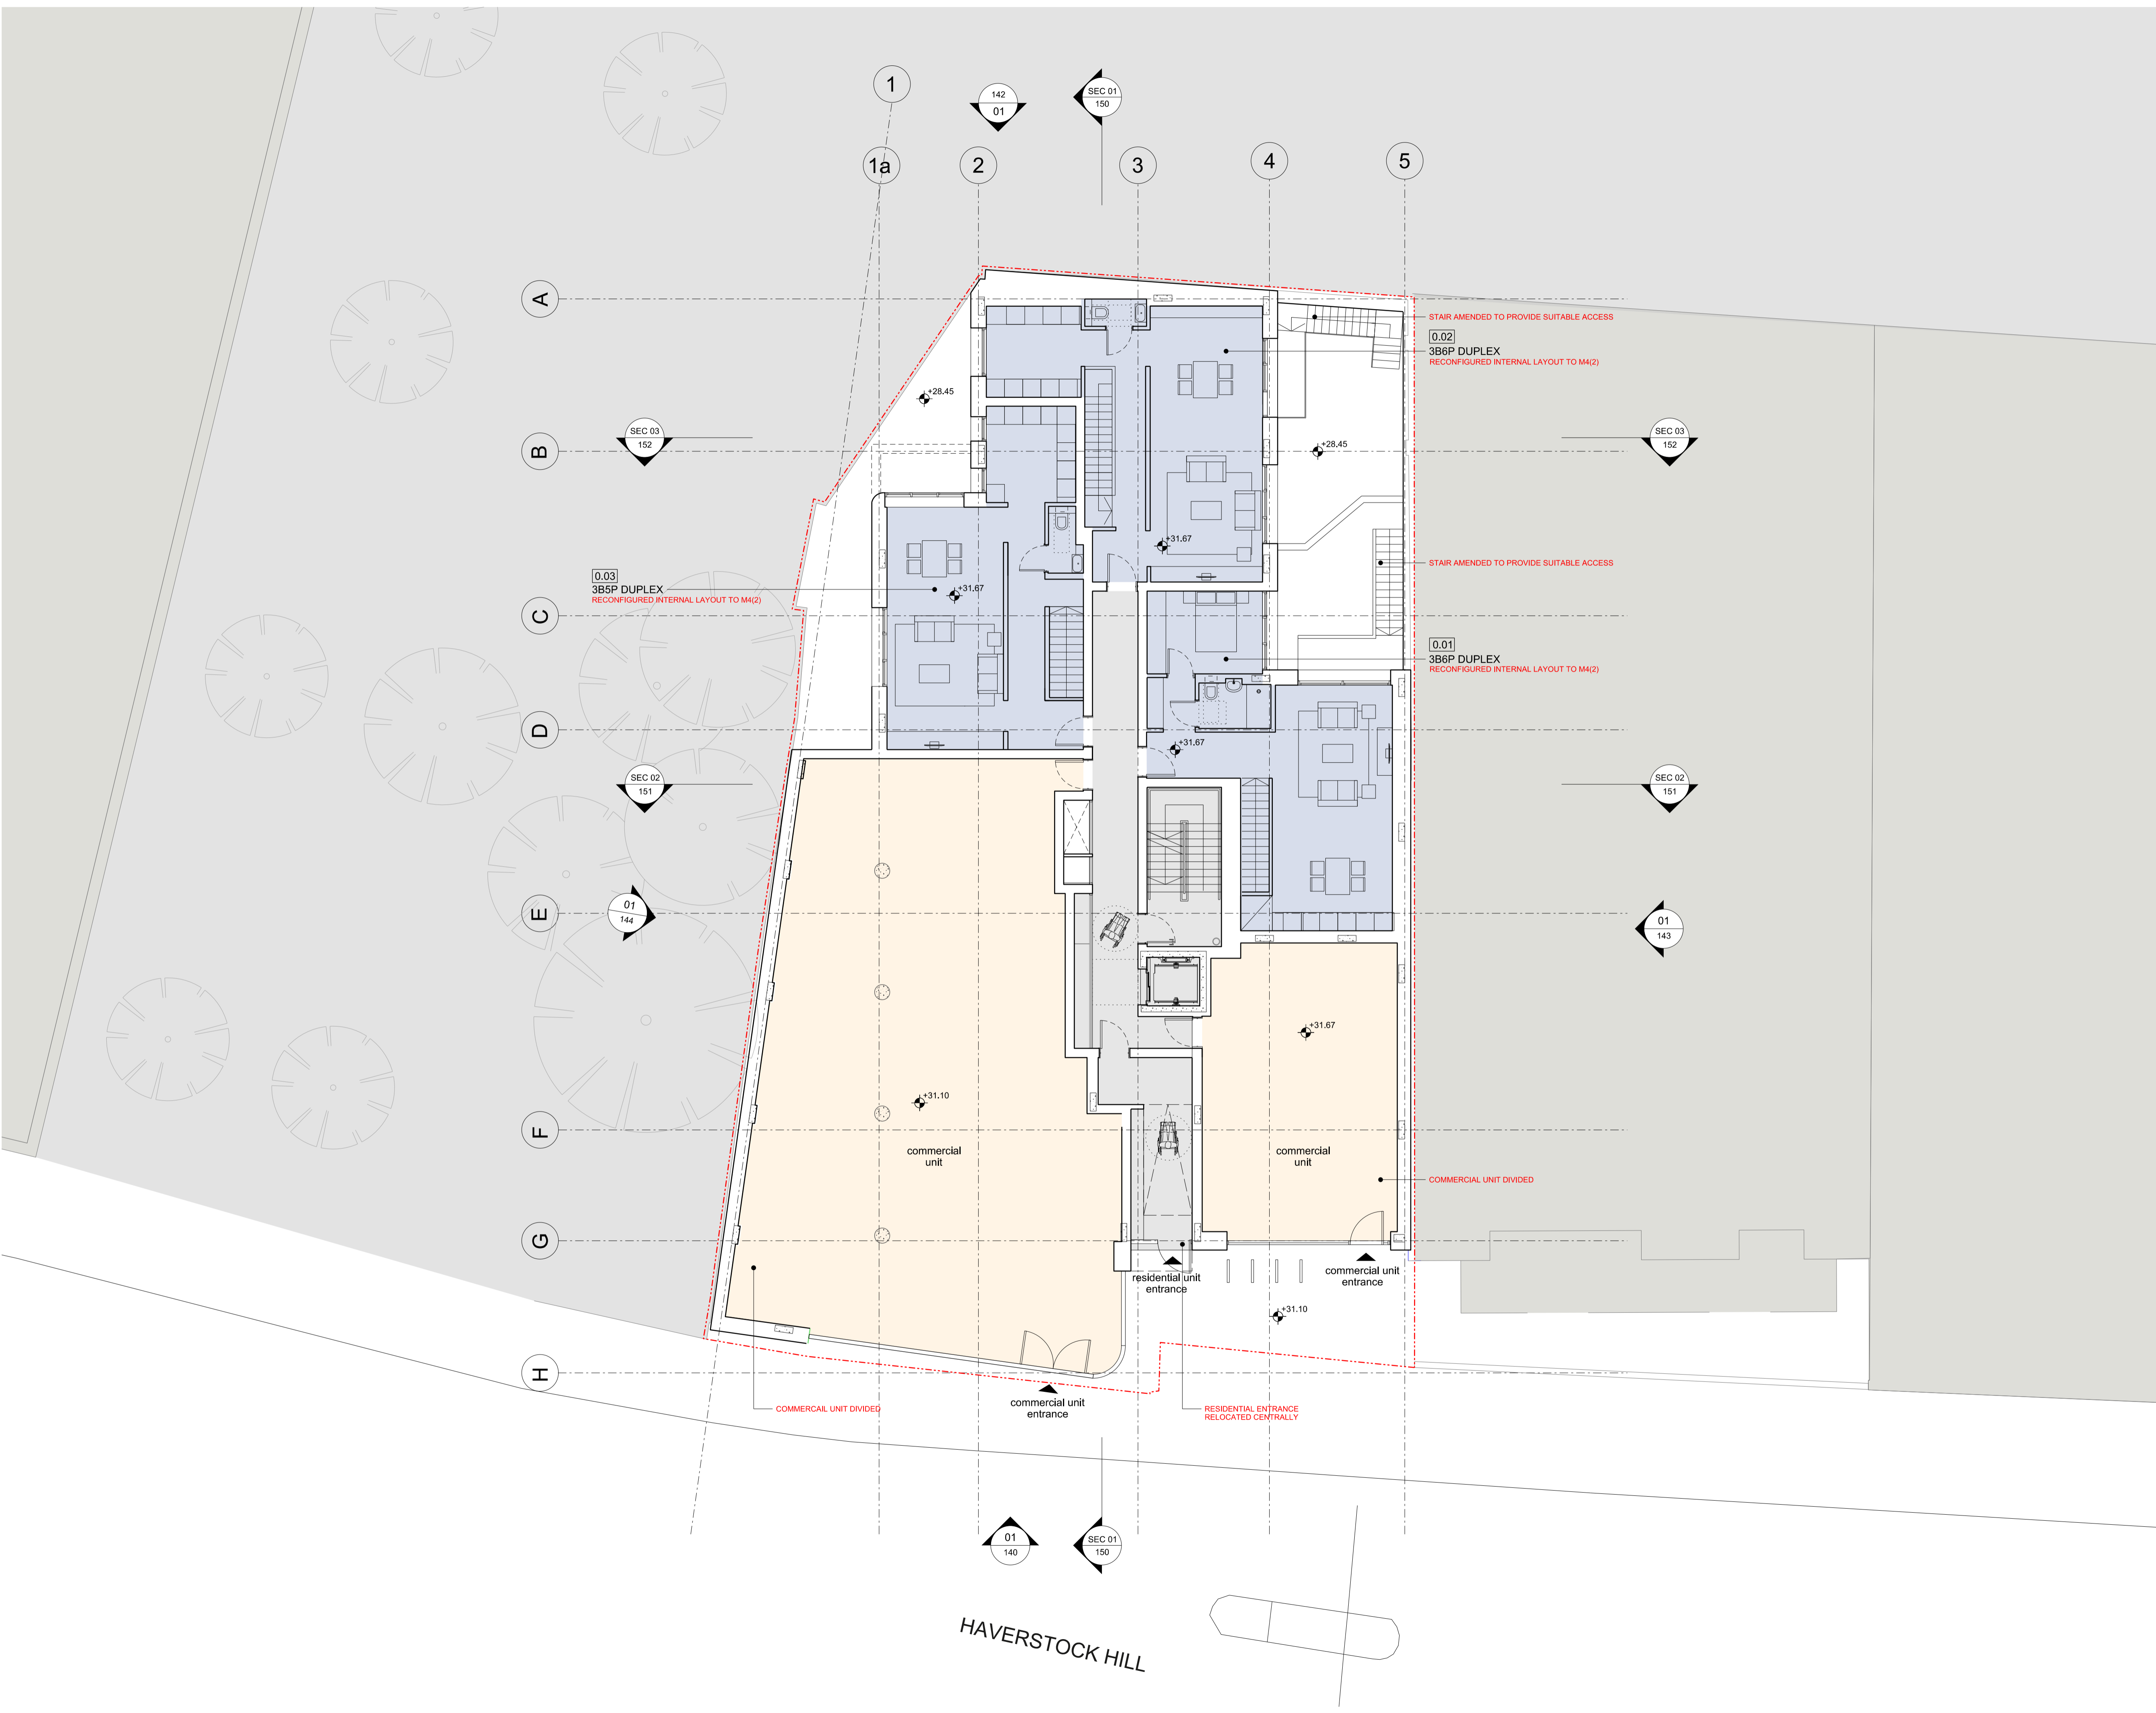 1
142
01
SEC 01
150
1a
2
3
4
5
A
STAIR AMENDED TO PROVIDE SUITABLE ACCESS
0.02
3B6P DUPLEX
RECONFIGURED INTERNAL LAYOUT TO M4(2)
+28.45
SEC 03
152
B
+28.45
SEC 03
152
+31.67
STAIR AMENDED TO PROVIDE SUITABLE ACCESS
0.03
3B5P DUPLEX
RECONFIGURED INTERNAL LAYOUT TO M4(2)
+31.67
C
0.01
3B6P DUPLEX
RECONFIGURED INTERNAL LAYOUT TO M4(2)
D
+31.67
SEC 02
151
SEC 02
151
01
144
E
01
143
+31.67
+31.10
F
commercial
unit
commercial
unit
COMMERCIAL UNIT DIVIDED
G
residential unit
entrance
commercial unit
entrance
+31.10
H
COMMERCAIL UNIT DIVIDED
commercial unit
entrance
RESIDENTIAL ENTRANCE
RELOCATED CENTRALLY
01
140
SEC 01
150
HAVERSTOCK HILL